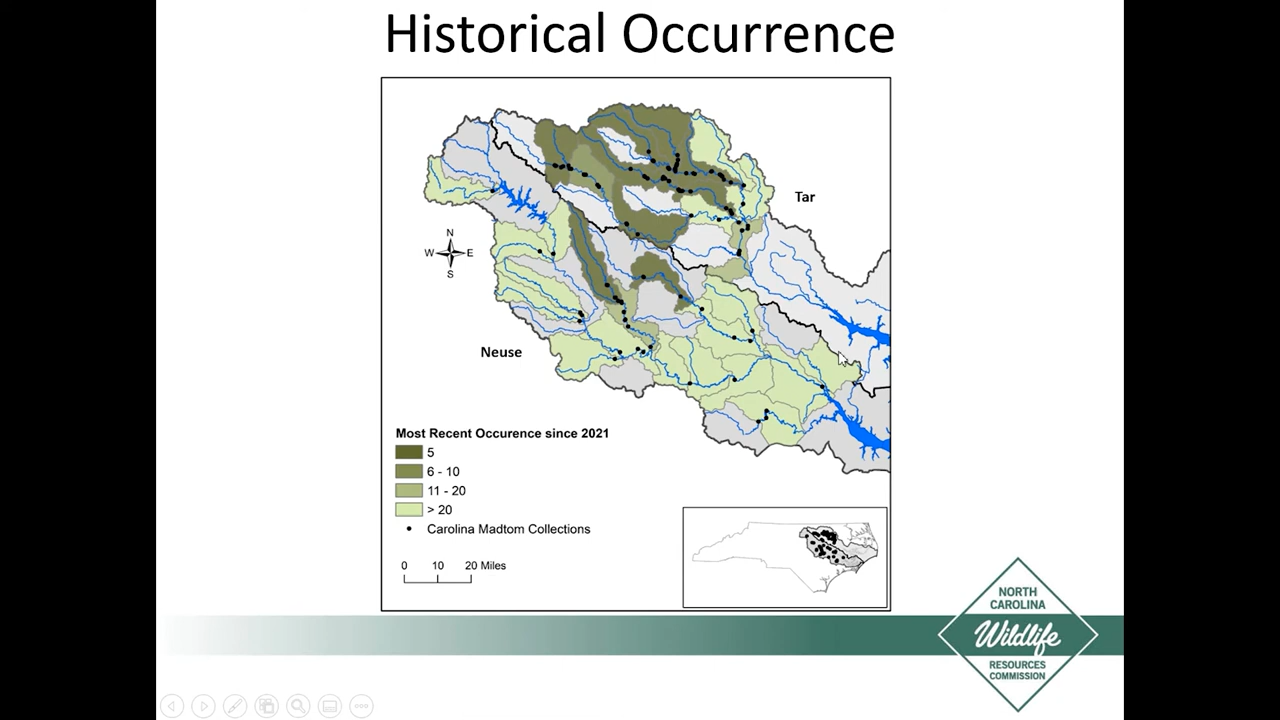 Historical Occurrence
Tar
N
W E
S
Neuse
Most Recent Occurence since 2021
5
6 - 10
11 - 20
> 20
Carolina Madtom Collections
0 10 20 Miles
NORTH
CAROLINA
Wildlife
RESOURCES
COMMISSION